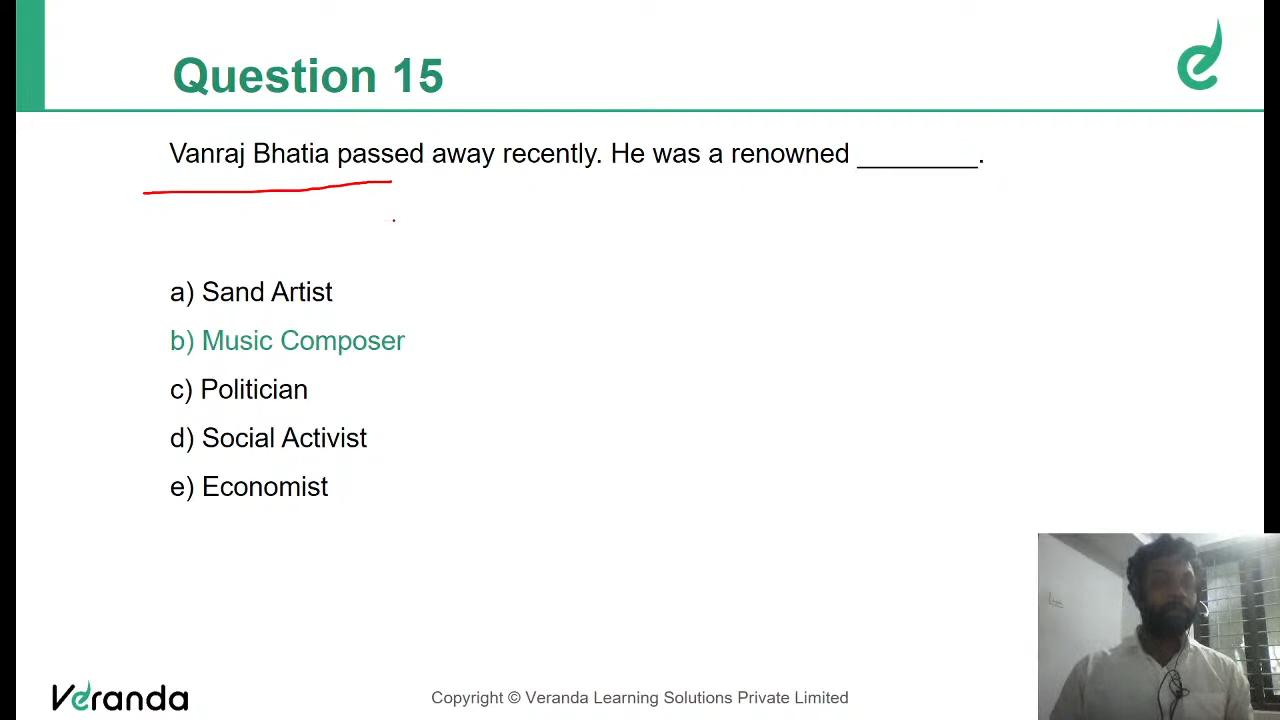 Question 15
Vanraj Bhatia passed away recently. He was a renowned ________.
a) Sand Artist
b) Music Composer
c) Politician
d) Social Activist
e) Economist
Veranda
Copyright © Veranda Learning Solutions Private Limited